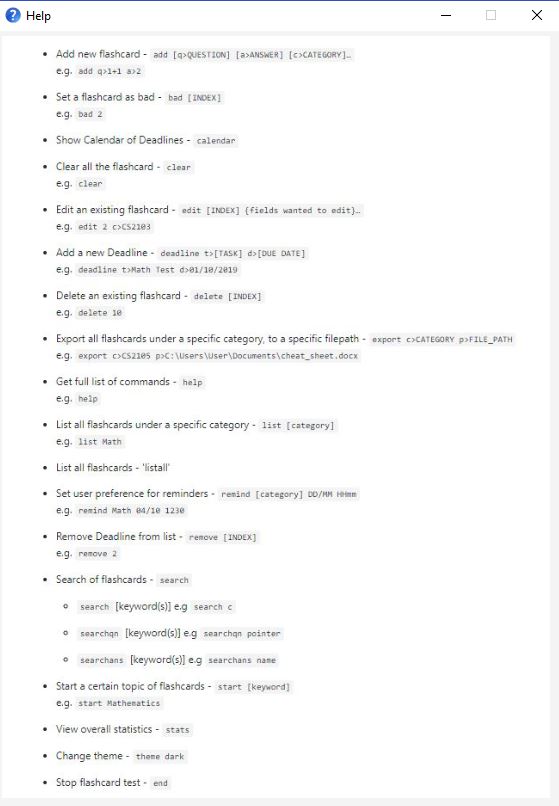 Help
Add new flashcard - add [q>QUESTION] [a>ANSWER] [c>CATEGORY]…
e.g. add q>1+1 a>2
Set a flashcard as bad - bad [INDEX]
e.g. bad 2
Show Calendar of Deadlines - calendar
Clear all the flashcard - clear
e.g. clear
Edit an existing flashcard - edit [INDEX] {fields wanted to edit}…
e.g. edit 2 c>CS2103
Add a new Deadline - deadline t>[TASK] d>[DUE DATE]
e.g. deadline t>Math Test d>01/10/2019
Delete an existing flashcard - delete [INDEX]
e.g. delete 10
Export all flashcards under a specific category, to a specific filepath - export c>CATEGORY p>FILE_PATH
e.g. export c>CS2105 p>C:\Users\User\Documents\cheat_sheet.docx
Get full list of commands - help
e.g. help
List all flashcards under a specific category - list [category]
e.g. list Math
List all flashcards - 'listall'
Set user preference for reminders - remind [category] DD/MM HHmm
e.g. remind Math 04/10 1230
Remove Deadline from list - remove [INDEX]
e.g. remove 2
Search of flashcards - search
search [keyword(s)] e.g search c
searchqn [keyword(s)] e.g searchqn pointer
searchans [keyword(s)] e.g searchans name
Start a certain topic of flashcards - start [keyword]
e.g. start Mathematics
View overall statistics - stats
Change theme - theme dark
Stop flashcard test - end